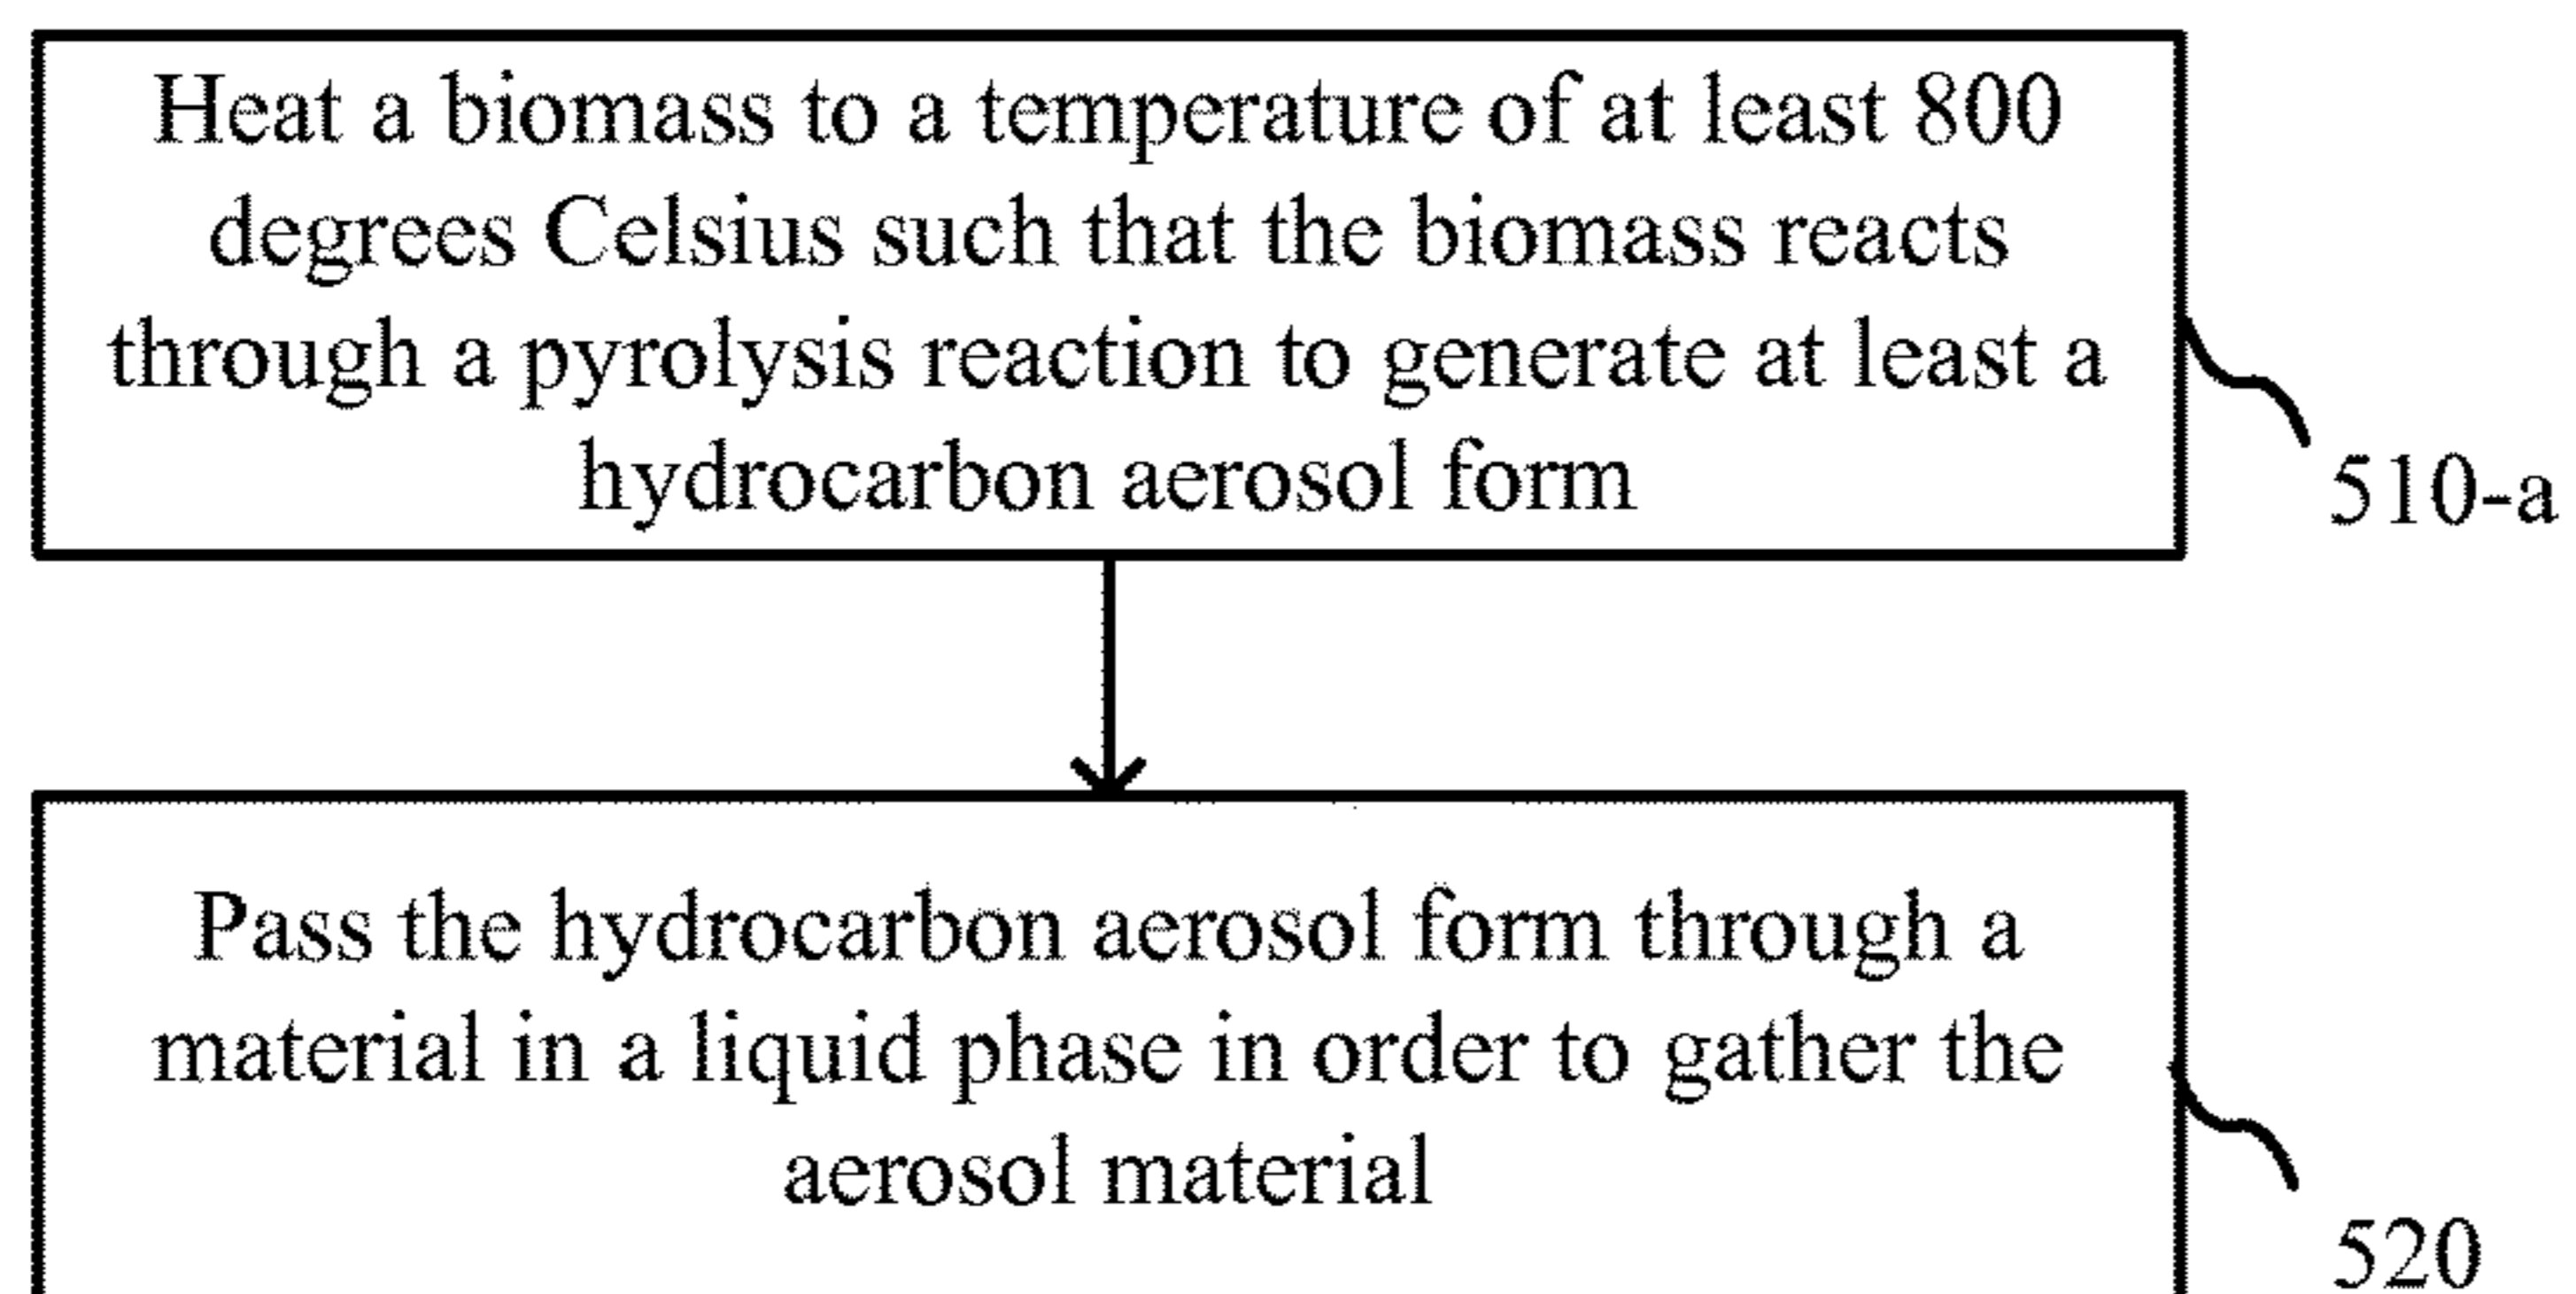 Heat a biomass to a temperature of at least 800
degrees Celsius such that the biomass reacts
through a pyrolysis reaction to generate at least a
hydrocarbon aerosol form
510-a
Pass the hydrocarbon aerosol form through a
material in a liquid phase in order to gather the
aerosol material
520